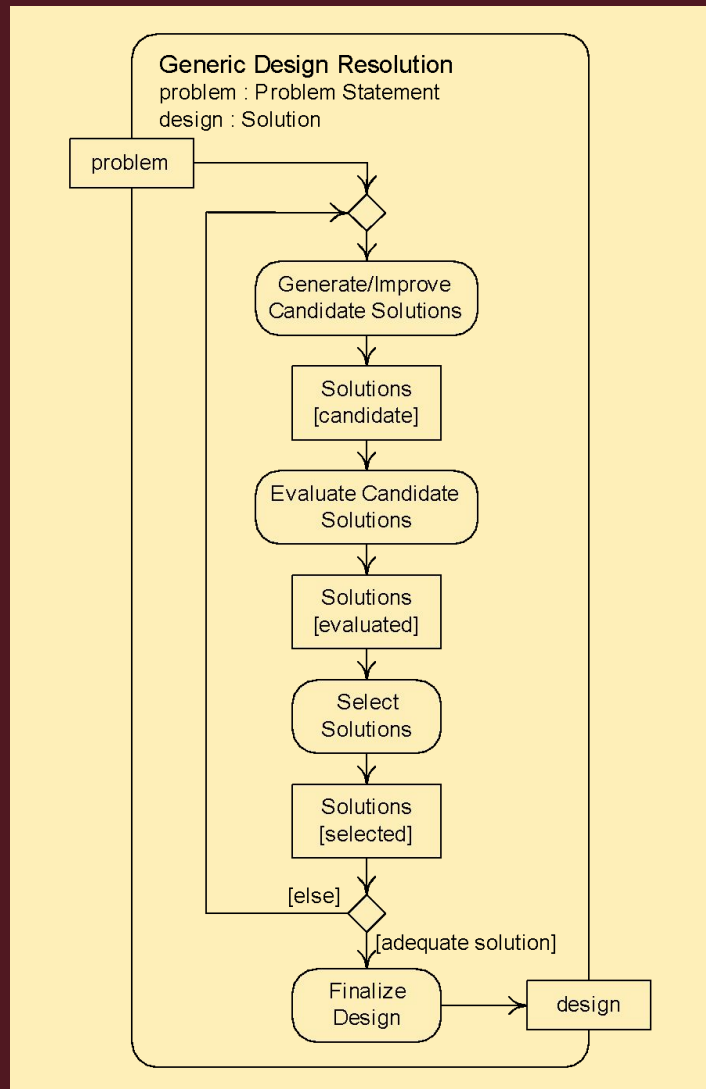 Generic Design Resolution
problem : Problem Statement
design : Solution
problem
Generate/Improve
Candidate Solutions
Solutions
[candidate]
Evaluate Candidate
Solutions
Solutions
[evaluated]
Select
Solutions
Solutions
[selected]
[else]
[adequate solution]
Finalize
Design
design